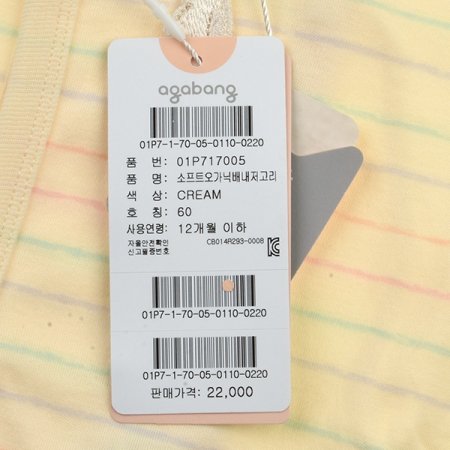 agabang
01P7-1-70-05-0110-0220
품 번: 01P717005
품 명: 소프트오가닉배내저고리
색 상: CREAM
호 칭: 60
사용연령: 12개월 이하
자율안전확인
신고필증번호 CB014R293-0008
01P7-1-70-05-0110-0220
01P7-1-70-05-0110-0220
판매가격: 22,000